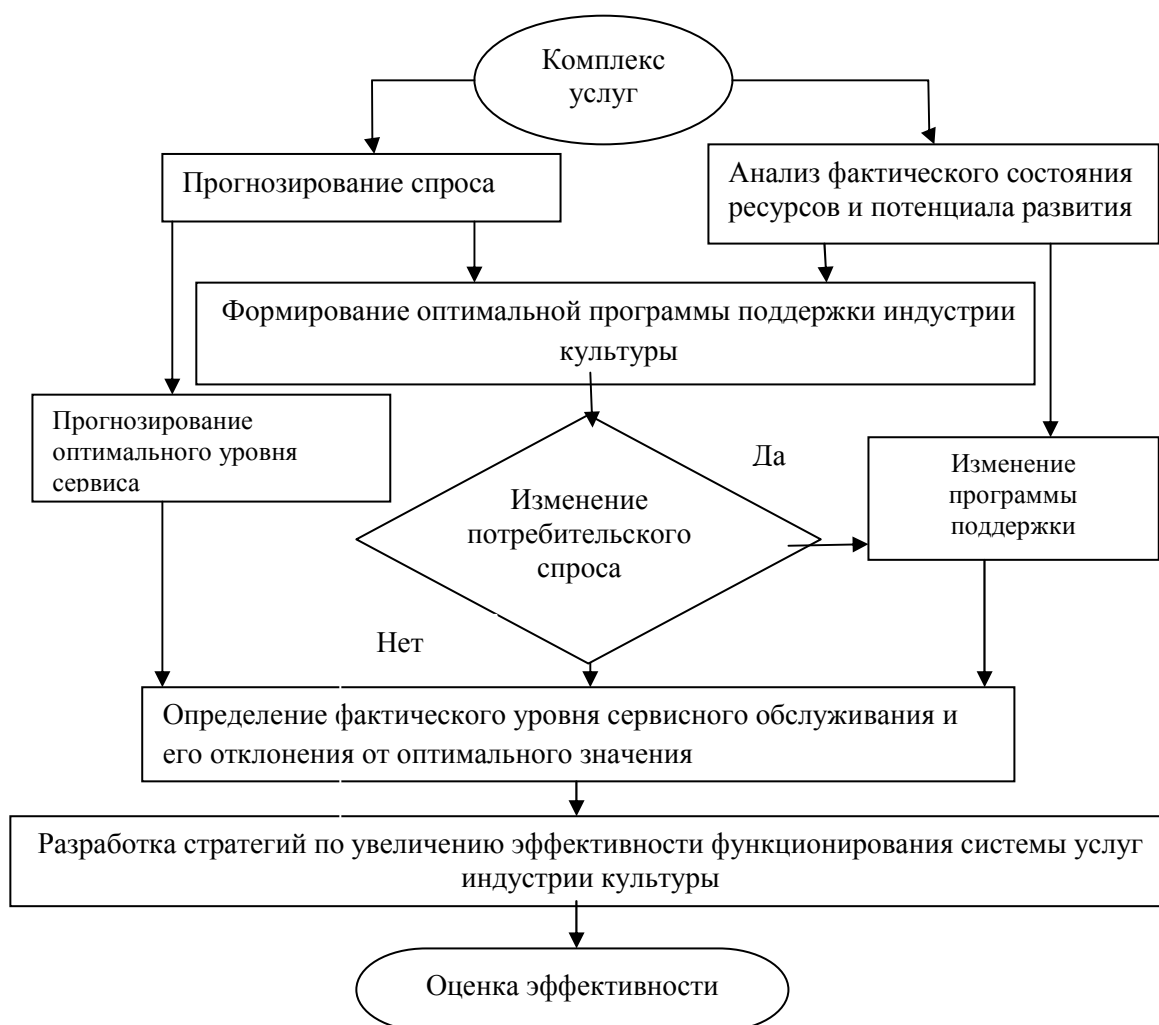 Комплекс
услуг
Прогнозирование спроса
Анализ фактического состояния
ресурсов и потенциала развития
Формирование оптимальной программы поддержки индустрии
культуры
Прогнозирование
оптимального уровня
сервиса
Да
Изменение
потребительского
спроса
Изменение
программы
поддержки
Нет
Определение фактического уровня сервисного обслуживания и
его отклонения от оптимального значения
Разработка стратегий по увеличению эффективности функционирования системы услуг
индустрии культуры
Оценка эффективности